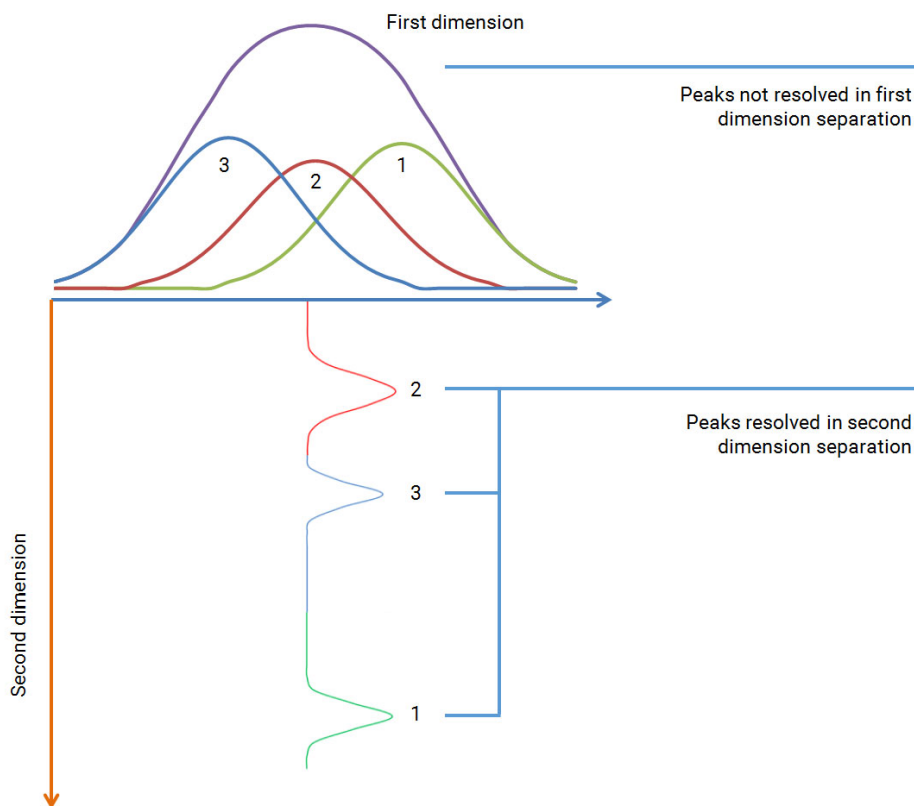 First dimension
Peaks not resolved in first
dimension separation
3
2
1
2
Peaks resolved in second
dimension separation
3
Second dimension
1